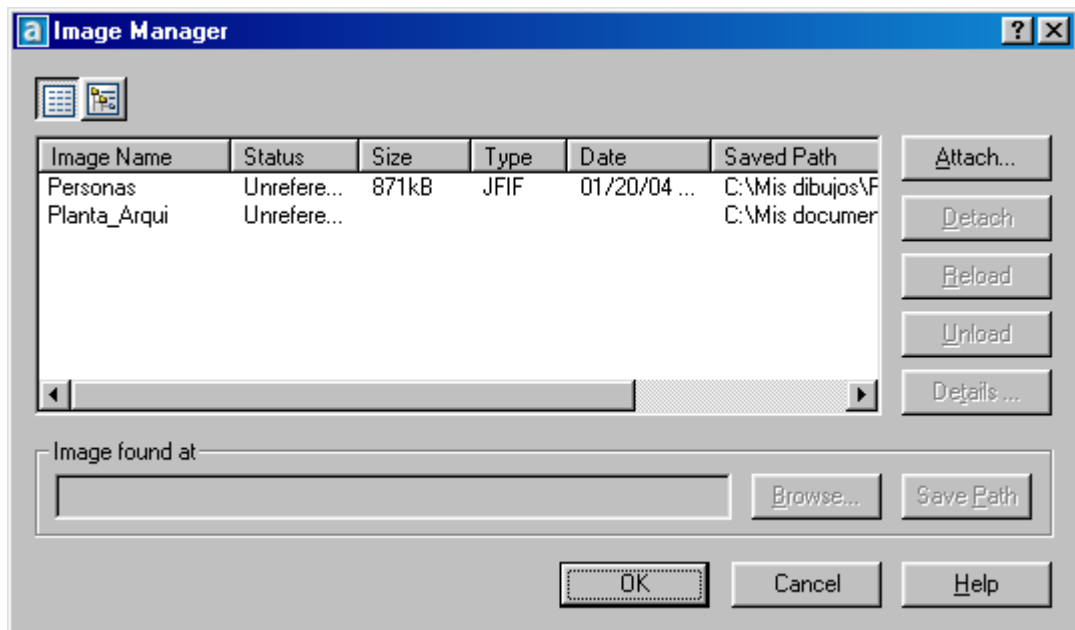 a Image Manager
Image Name Status Size Type Date Saved Path
Personas Unrefere... 871kB JFIF 01/20/04 ... C:\Mis dibujos\F
Planta_Arqui Unrefere... C:\Mis documer
Attach...
Detach
Reload
Unload
Details ...
Image found at
Browse... Save Path
OK Cancel Help